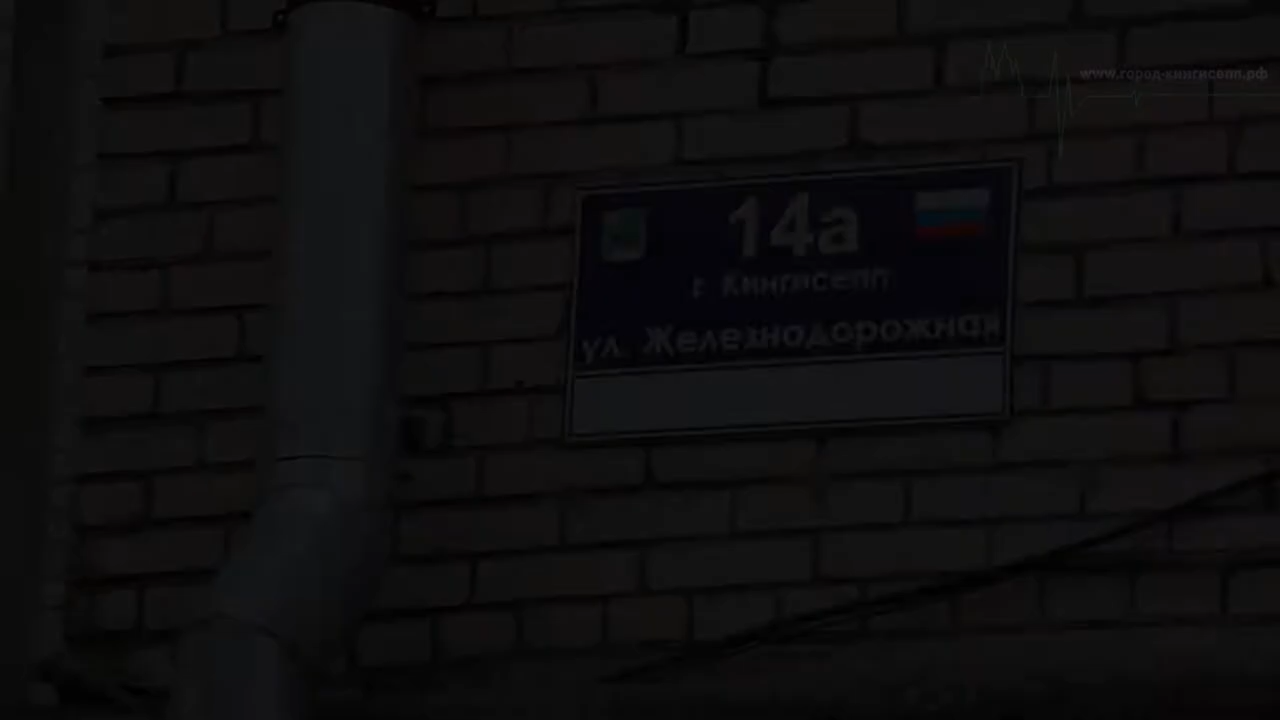 www.город-кингисепп.рф
14а
г. Кингисепп
ул. Железнодорожная